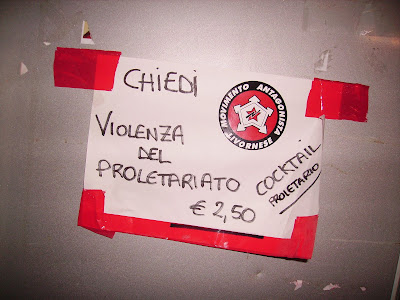 CHiEDi
MOVIMENTO ANTAGONISTA
LIVORNESE
VIOLENZA
DEL
PROLETARIATO
€ 2,50
COCKTAIL
PROLETARIO